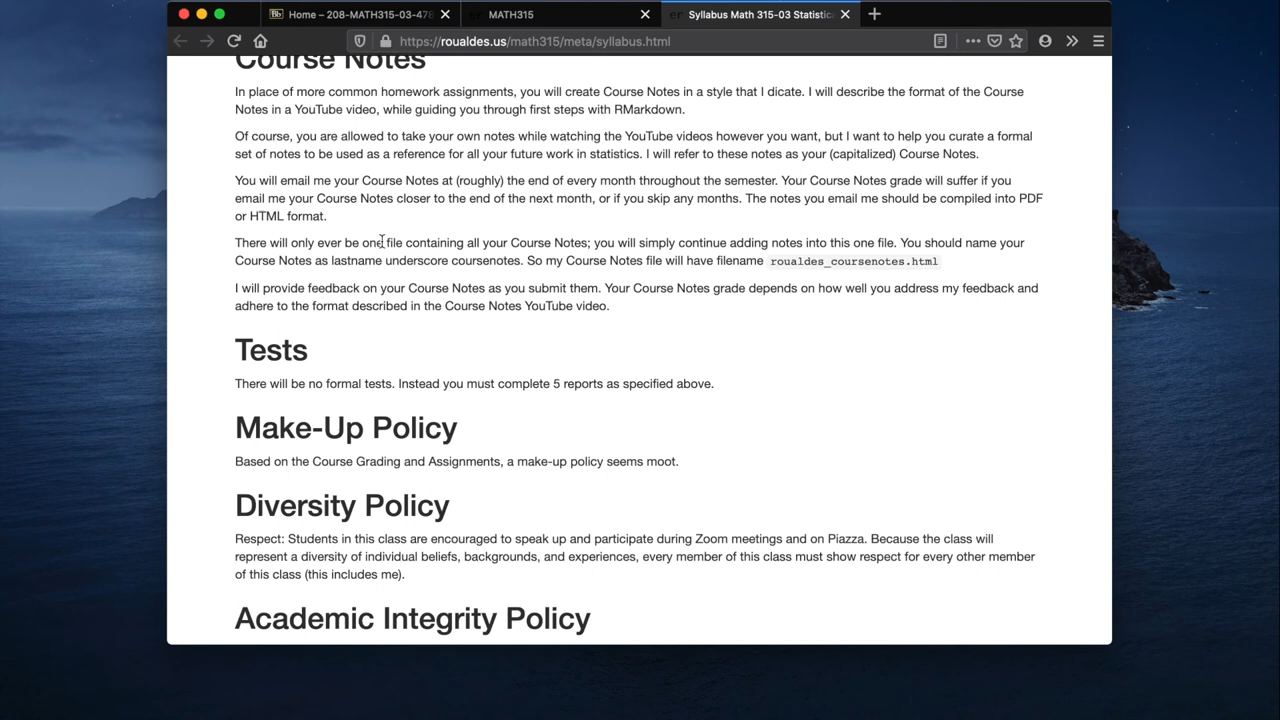 Home – 208-MATH315-03-478
MATH315
Syllabus Math 315-03 Statistica
https://roualdes.us/math315/meta/syllabus.html
Course Notes
In place of more common homework assignments, you will create Course Notes in a style that I dicate. I will describe the format of the Course
Notes in a YouTube video, while guiding you through first steps with RMarkdown.
Of course, you are allowed to take your own notes while watching the YouTube videos however you want, but I want to help you curate a formal
set of notes to be used as a reference for all your future work in statistics. I will refer to these notes as your (capitalized) Course Notes.
You will email me your Course Notes at (roughly) the end of every month throughout the semester. Your Course Notes grade will suffer if you
email me your Course Notes closer to the end of the next month, or if you skip any months. The notes you email me should be compiled into PDF
or HTML format.
There will only ever be one file containing all your Course Notes; you will simply continue adding notes into this one file. You should name your
Course Notes as lastname underscore coursenotes. So my Course Notes file will have filename roualdes_coursenotes.html
I will provide feedback on your Course Notes as you submit them. Your Course Notes grade depends on how well you address my feedback and
adhere to the format described in the Course Notes YouTube video.
Tests
There will be no formal tests. Instead you must complete 5 reports as specified above.
Make-Up Policy
Based on the Course Grading and Assignments, a make-up policy seems moot.
Diversity Policy
Respect: Students in this class are encouraged to speak up and participate during Zoom meetings and on Piazza. Because the class will
represent a diversity of individual beliefs, backgrounds, and experiences, every member of this class must show respect for every other member
of this class (this includes me).
Academic Integrity Policy